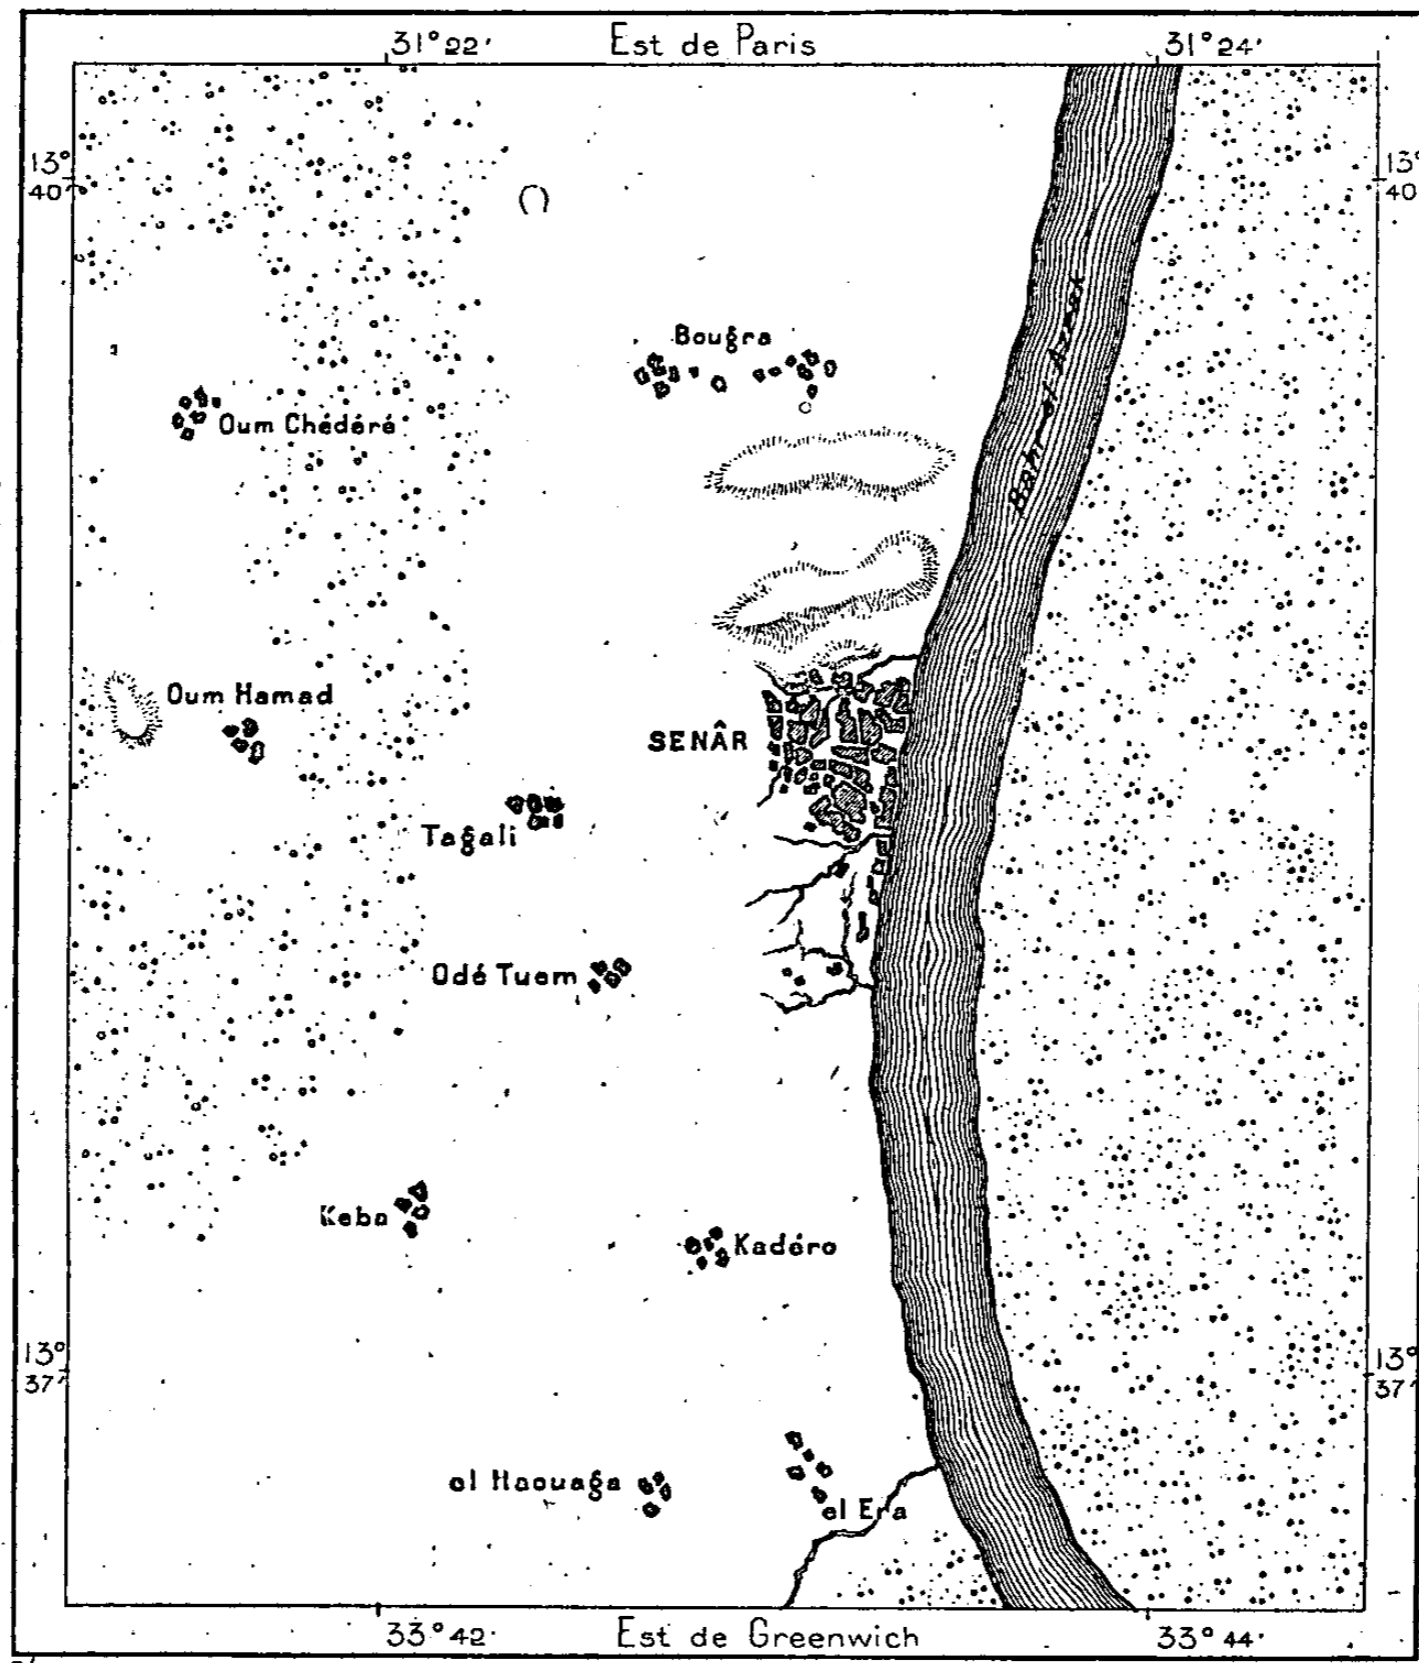 31°22' Est de Paris 31°24'
13° 13°
40' 40'
Bahr el Azrak
Bougra
Oum Chédéré
Oum Hamad
SENÂR
Tagali
Odé Tuem
Keba
Kadéro
13° 13°
37' 37'
el Haouaga
el Era
33°42' Est de Greenwich 33°44'